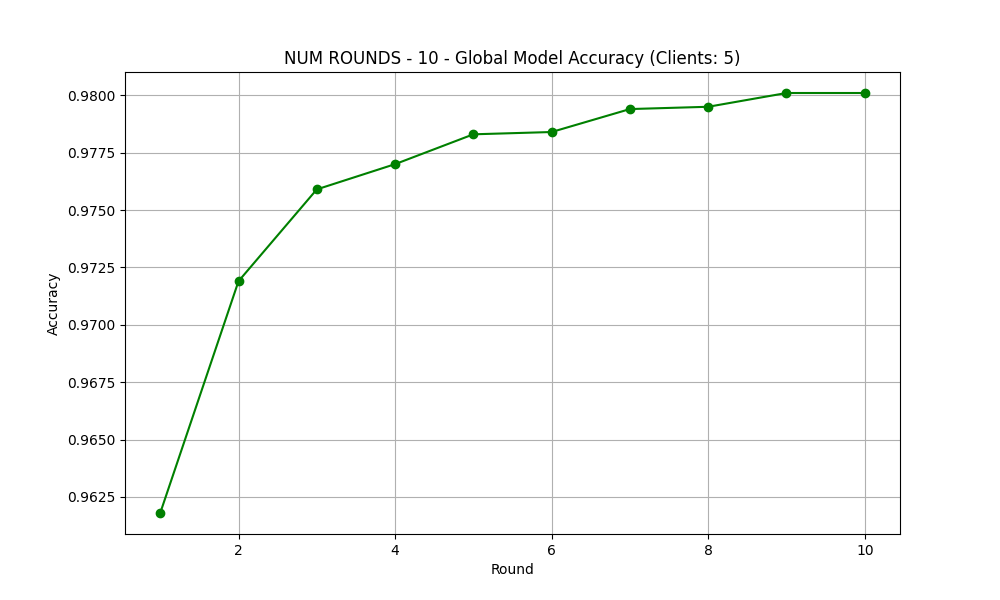 NUM ROUNDS - 10 - Global Model Accuracy (Clients: 5)
0.9800
0.9775
0.9750
0.9725
0.9700
0.9675
0.9650
0.9625
Accuracy
2 4 6 8 10
Round